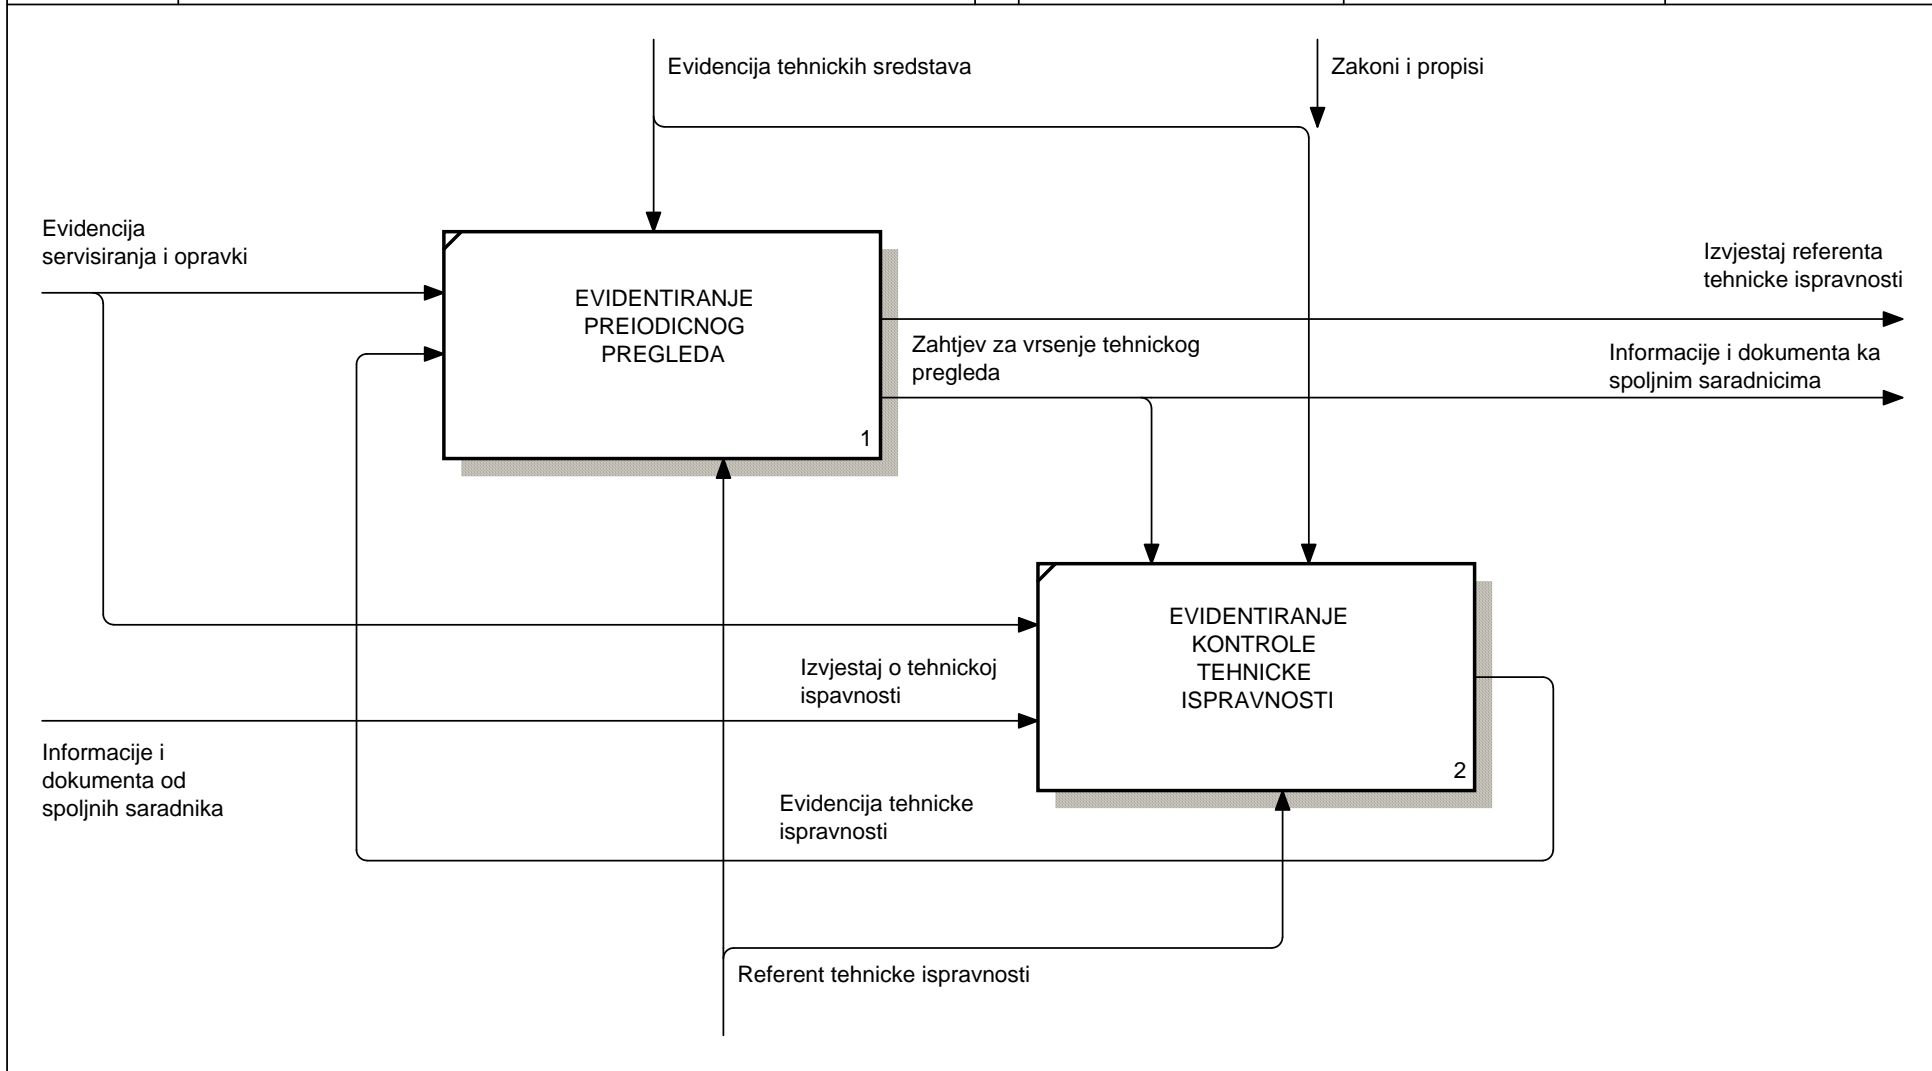 Evidencija tehnickih sredstava
Zakoni i propisi
Evidencija
servisiranja i opravki
Izvjestaj referenta
tehnicke ispravnosti
EVIDENTIRANJE
PREIODICNOG
PREGLEDA
1
Zahtjev za vrsenje tehnickog
pregleda
Informacije i dokumenta ka
spoljnim saradnicima
EVIDENTIRANJE
KONTROLE
TEHNICKE
ISPRAVNOSTI
2
Izvjestaj o tehnickoj
ispavnosti
Informacije i
dokumenta od
spoljnih saradnika
Evidencija tehnicke
ispravnosti
Referent tehnicke ispravnosti